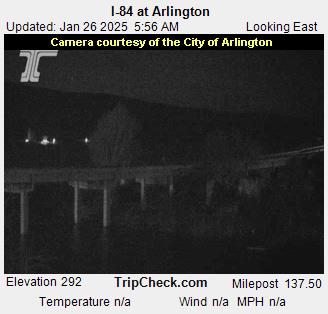 I-84 at Arlington
Updated: Jan 26 2025 5:56 AM Looking East
Camera courtesy of the City of Arlington
Elevation 292 TripCheck.com Milepost 137.50
Temperature n/a Wind n/a MPH n/a